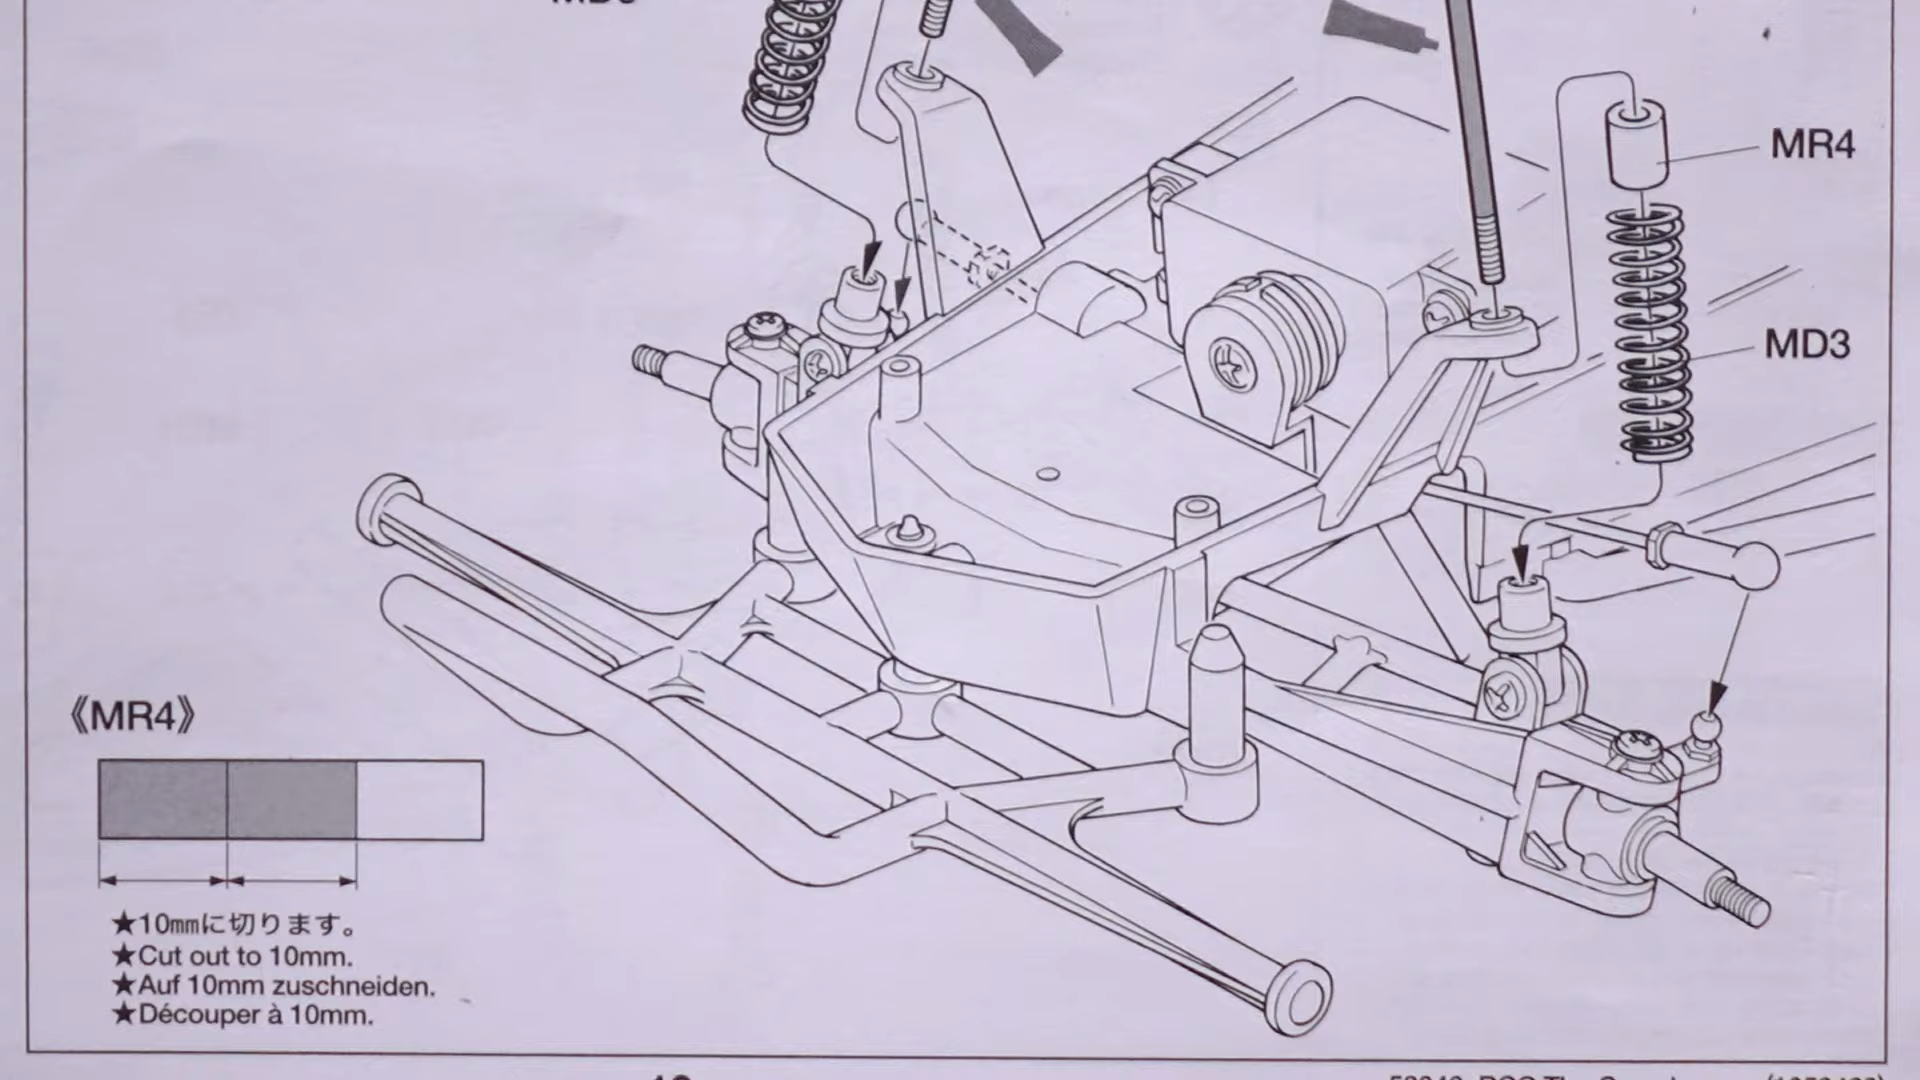 MR4
MD3
《MR4》
★10mmに切ります。
★Cut out to 10mm.
★Auf 10mm zuschneiden.
★Découper à 10mm.